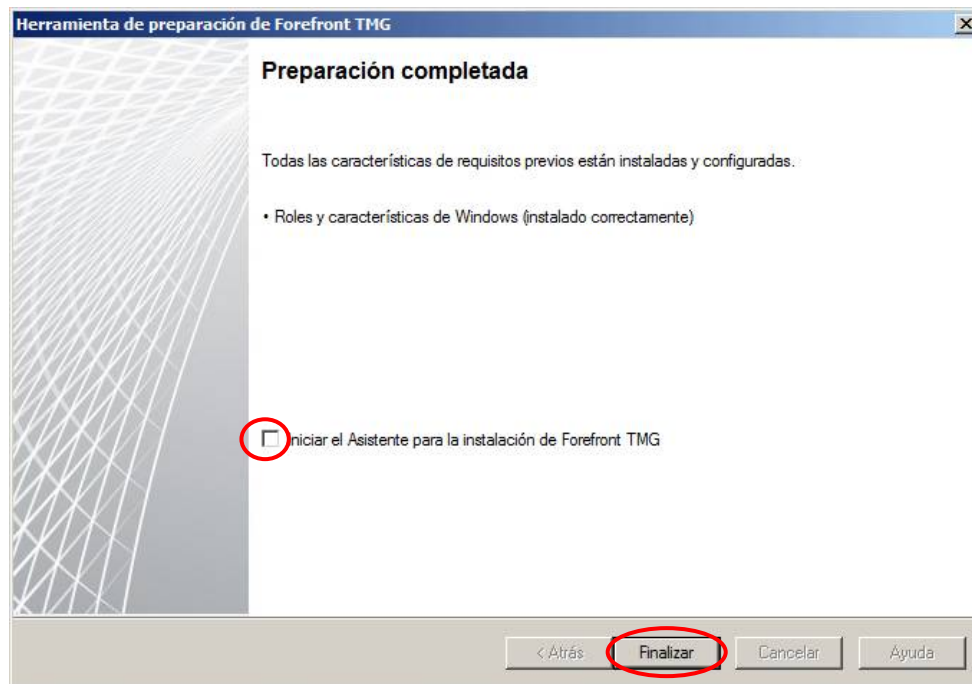 Herramienta de preparación de Forefront TMG
Preparación completada
Todas las características de requisitos previos están instaladas y configuradas.
• Roles y características de Windows (instalado correctamente)
Iniciar el Asistente para la instalación de Forefront TMG
< Atrás Finalizar Cancelar Ayuda